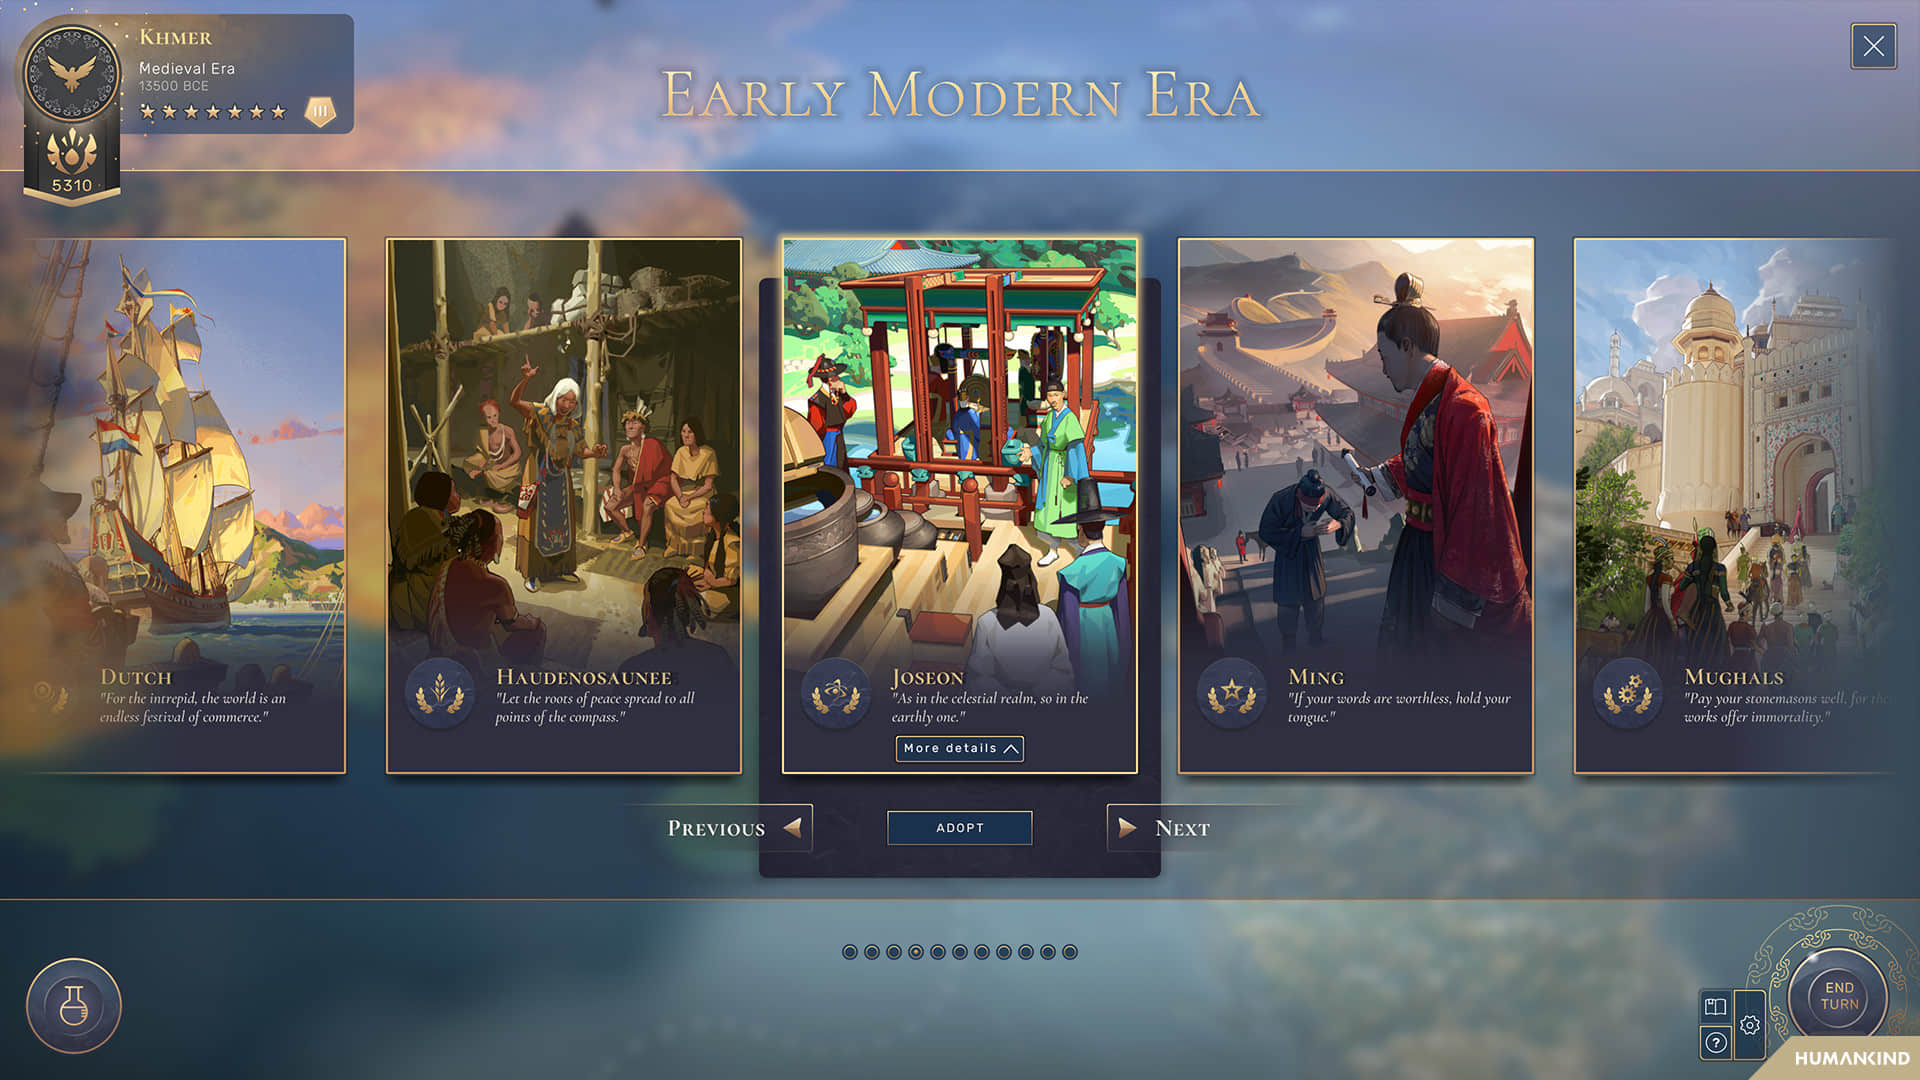 KHMER
Medieval Era
13500 BCE
III
5310
EARLY MODERN ERA
DUTCH
"For the intrepid, the world is an
endless festival of commerce."
HAUDENOSAUNEE
"Let the roots of peace spread to all
points of the compass."
JOSEON
"As in the celestial realm, so in the
earthly one."
More details
MING
"If your words are worthless, hold your
tongue."
MUGHALS
"Pay your stonemasons well, for the
works offer immortality."
PREVIOUS
ADOPT
NEXT
END
TURN
?
HUMANKIND